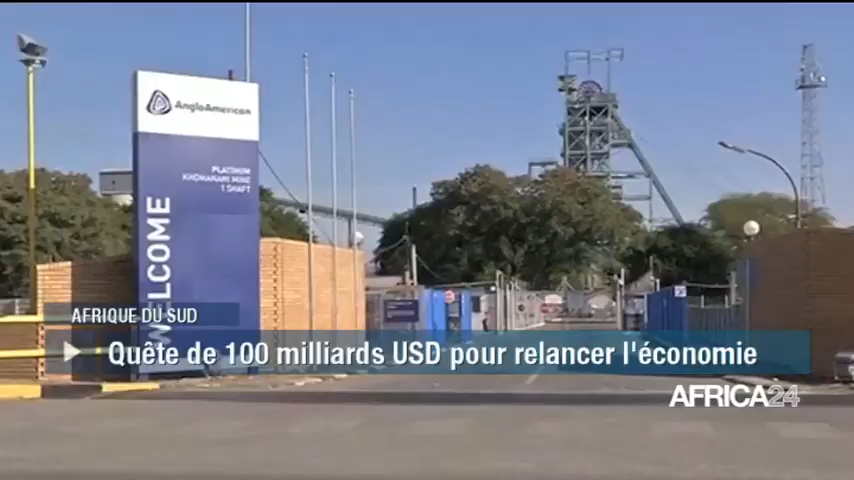 AngloAmerican
PLATINUM
KHOMANANI MINE
1 SHAFT
WELCOME
AFRIQUE DU SUD
Quête de 100 milliards USD pour relancer l'économie
AFRICA24